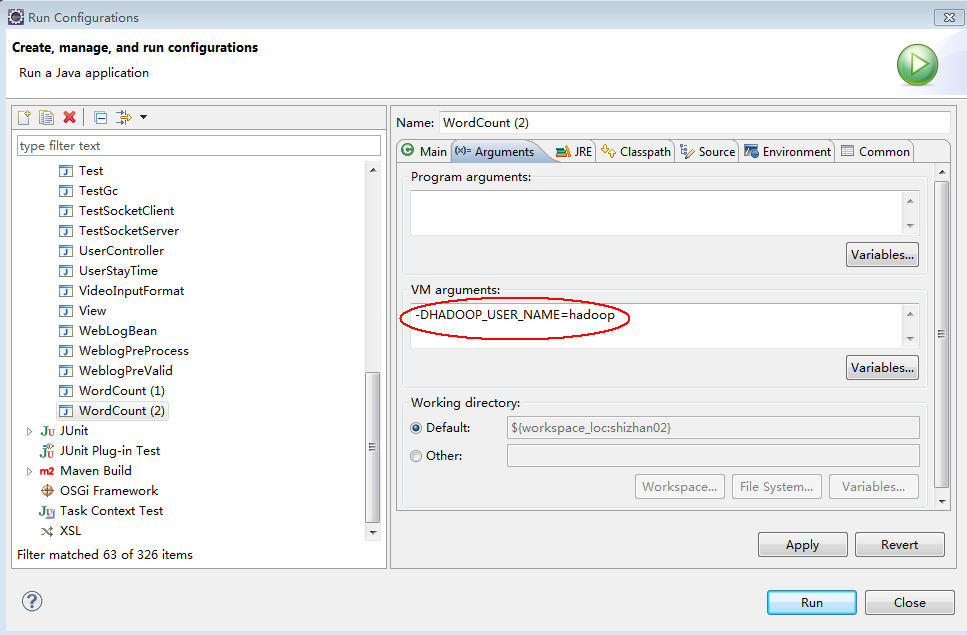 Run Configurations
Create, manage, and run configurations
Run a Java application
type filter text
Test
TestGc
TestSocketClient
TestSocketServer
UserController
UserStayTime
VideoInputFormat
View
WebLogBean
WeblogPreProcess
WeblogPreValid
WordCount (1)
WordCount (2)
JUnit
JUnit Plug-in Test
Maven Build
OSGi Framework
Task Context Test
XSL
Filter matched 63 of 326 items
Name: WordCount (2)
Main (x)= Arguments JRE Classpath Source Environment Common
Program arguments:
Variables...
VM arguments:
-DHADOOP_USER_NAME=hadoop
Variables...
Working directory:
Default: ${workspace_loc:shizhan02}
Other:
Workspace... File System... Variables...
Apply Revert
Run Close